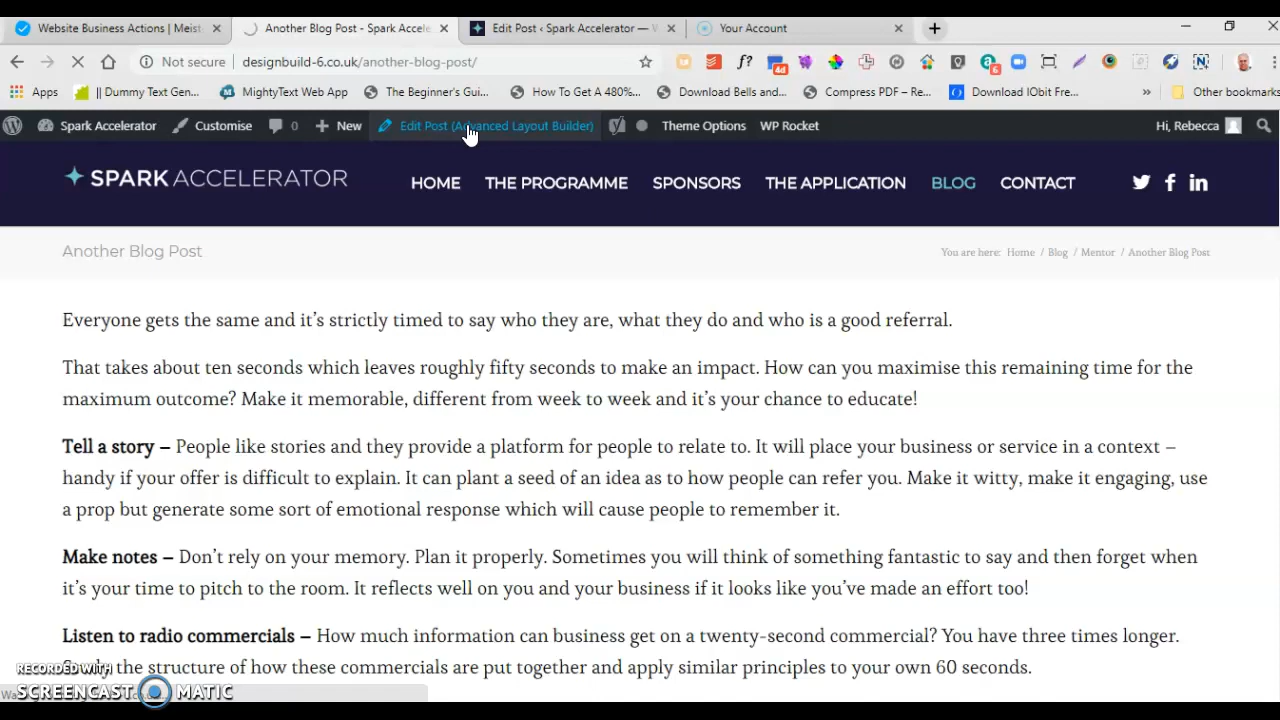 Website Business Actions | Meist
Another Blog Post - Spark Accele
Edit Post ‹ Spark Accelerator —
Your Account
Not secure
designbuild-6.co.uk/another-blog-post/
4d
6
Apps
|| Dummy Text Gen...
MightyText Web App
The Beginner's Gui...
How To Get A 480%...
Download Bells and...
Compress PDF – Re...
Download IObit Fre...
»
Other bookmarks
Spark Accelerator
Customise
0
New
Edit Post (Advanced Layout Builder)
Theme Options
WP Rocket
Hi, Rebecca
SPARK ACCELERATOR
HOME
THE PROGRAMME
SPONSORS
THE APPLICATION
BLOG
CONTACT
Another Blog Post
You are here: Home / Blog / Mentor / Another Blog Post
Everyone gets the same and it's strictly timed to say who they are, what they do and who is a good referral.
That takes about ten seconds which leaves roughly fifty seconds to make an impact. How can you maximise this remaining time for the
maximum outcome? Make it memorable, different from week to week and it's your chance to educate!
Tell a story – People like stories and they provide a platform for people to relate to. It will place your business or service in a context –
handy if your offer is difficult to explain. It can plant a seed of an idea as to how people can refer you. Make it witty, make it engaging, use
a prop but generate some sort of emotional response which will cause people to remember it.
Make notes – Don't rely on your memory. Plan it properly. Sometimes you will think of something fantastic to say and then forget when
it's your time to pitch to the room. It reflects well on you and your business if it looks like you've made an effort too!
Listen to radio commercials – How much information can business get on a twenty-second commercial? You have three times longer.
the structure of how these commercials are put together and apply similar principles to your own 60 seconds.
RECORDED WITH
SCREENCAST MATIC